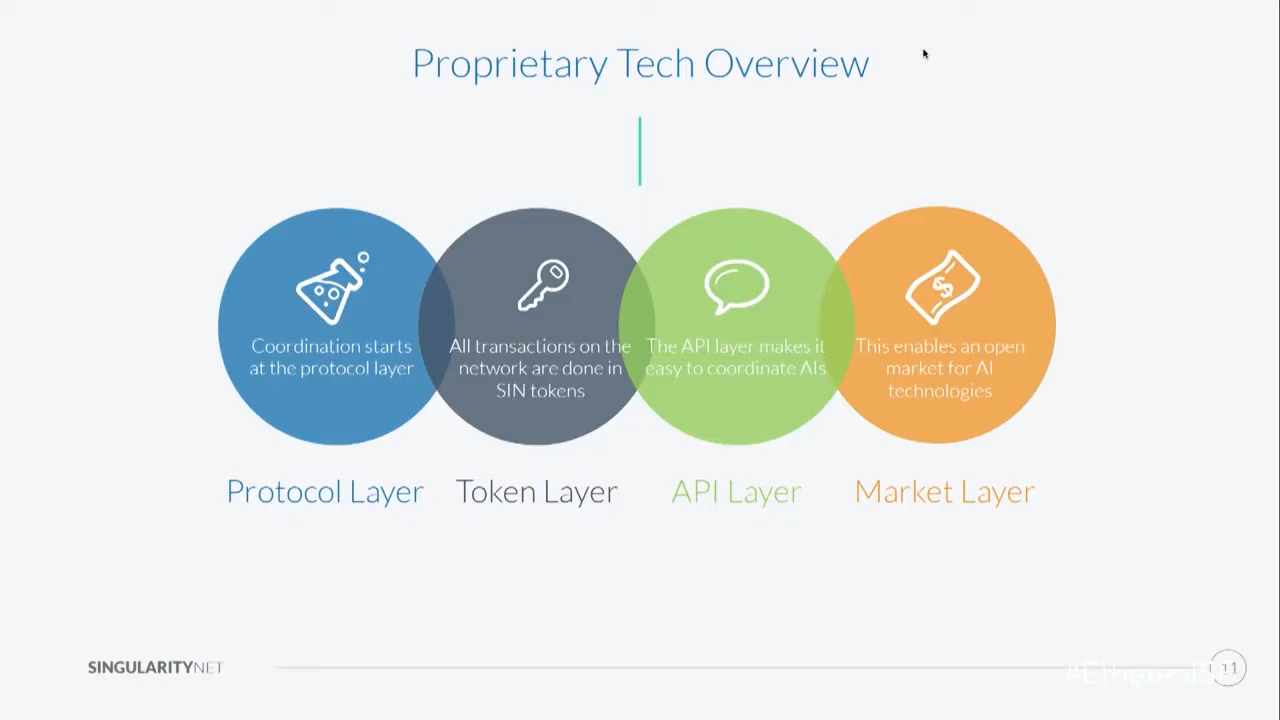 Proprietary Tech Overview
Coordination starts
at the protocol layer
All transactions on the
network are done in
SIN tokens
The API layer makes it
easy to coordinate AIs
This enables an open
market for AI
technologies
Protocol Layer
Token Layer
API Layer
Market Layer
SINGULARITYNET
11